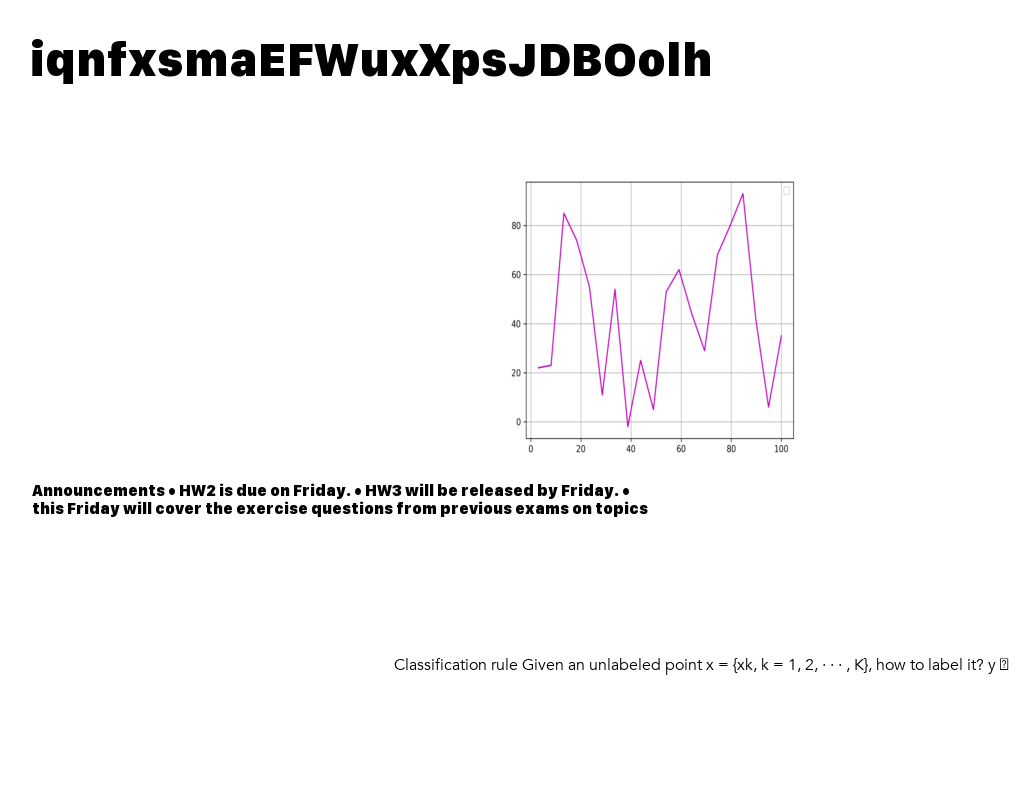 iqnfxsmaEFWuxXpsJDBOolh
80
60
40
20
0
0 20 40 60 80 100
Announcements • HW2 is due on Friday. • HW3 will be released by Friday. •
this Friday will cover the exercise questions from previous exams on topics
Classification rule Given an unlabeled point x = {xk, k = 1, 2, · · · , K}, how to label it? y